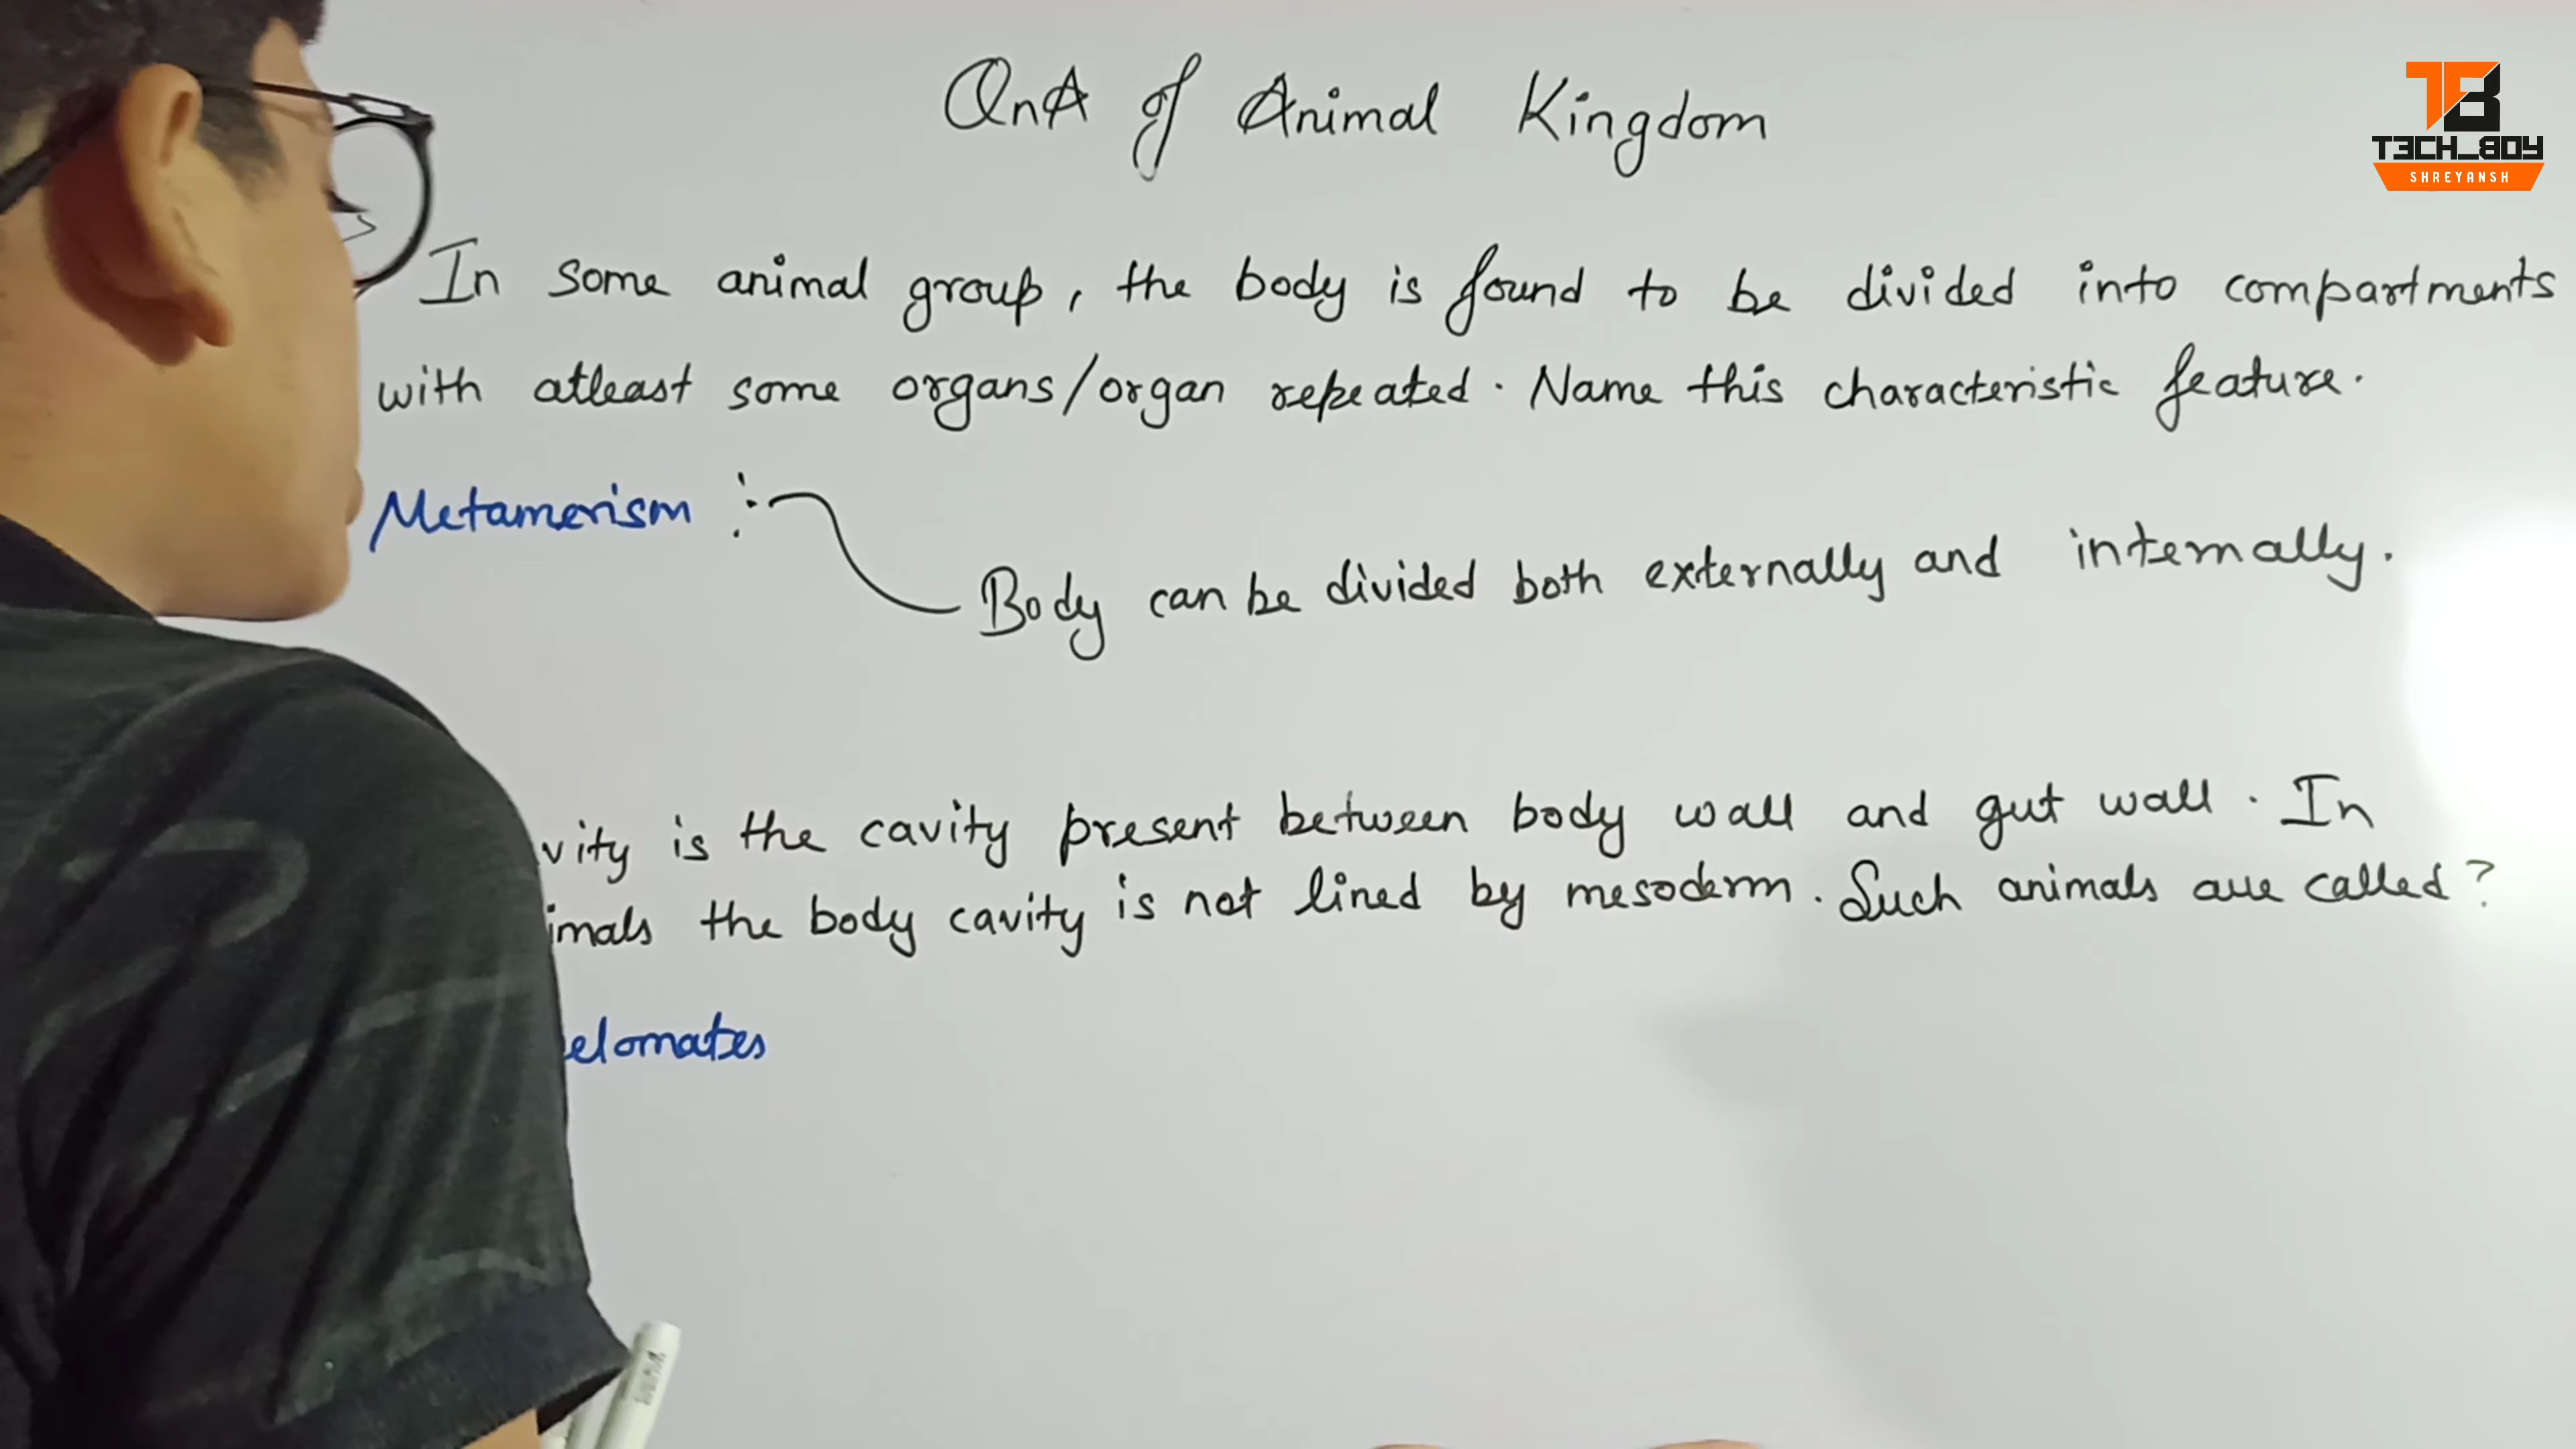 QnA of Animal Kingdom
T3CH_BOY
SHREYANSH
In some animal group, the body is found to be divided into compartments
with atleast some organs/organ repeated. Name this characteristic feature.
Metamerism :-
Body can be divided both externally and internally.
vity is the cavity present between body wall and gut wall. In
imals the body cavity is not lined by mesoderm. Such animals are called?
elomates